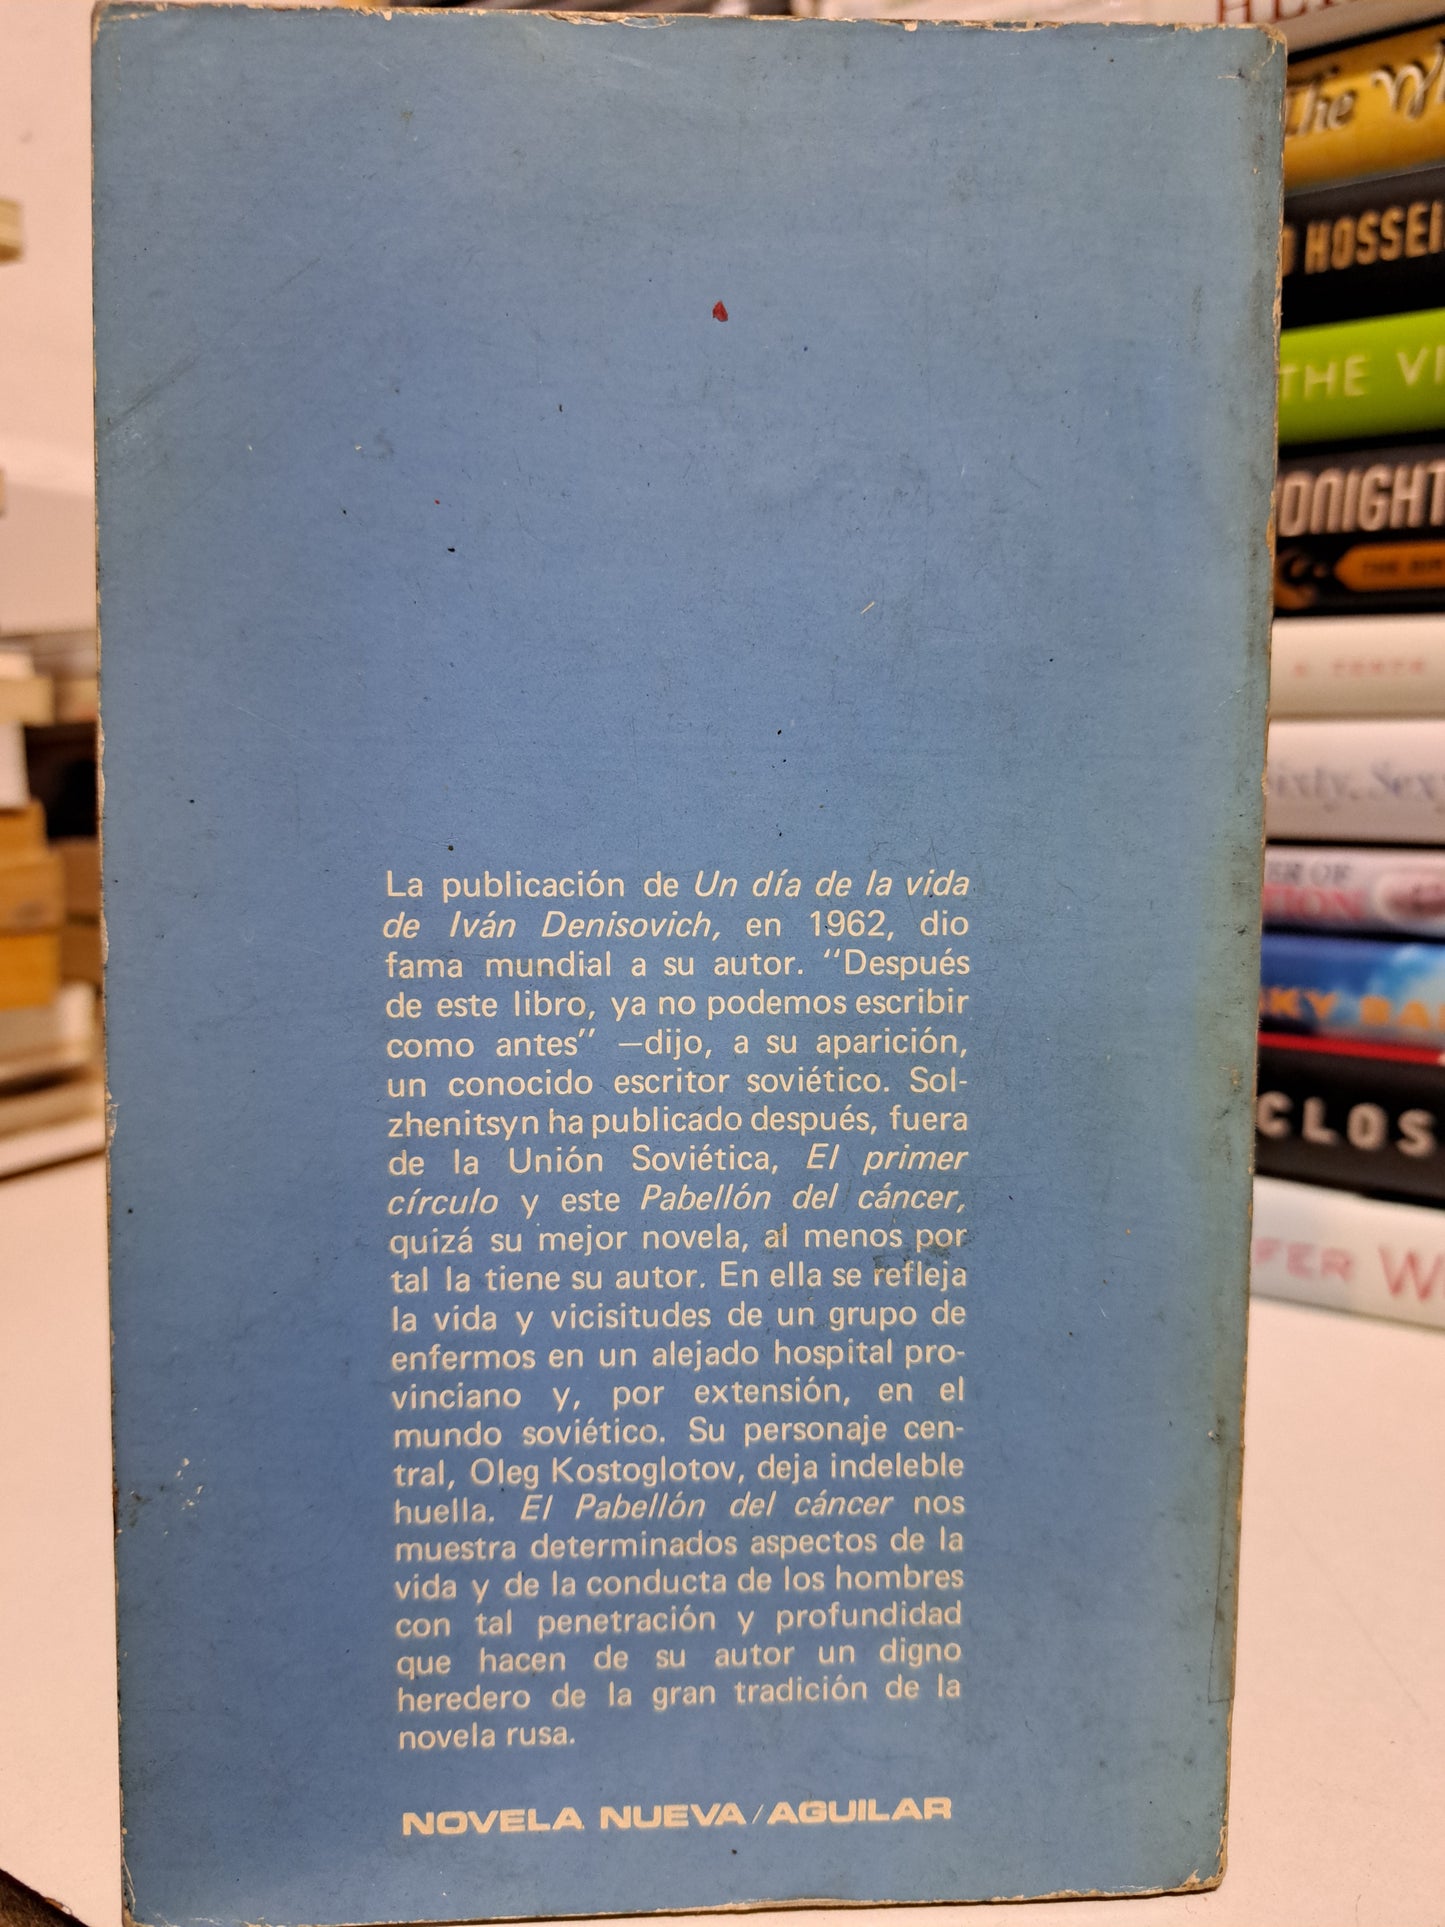 La publicación de Un día de la vida
de Iván Denisovich, en 1962, dio
fama mundial a su autor. "Después
de este libro, ya no podemos escribir
como antes" —dijo, a su aparición,
un conocido escritor soviético. Sol-
zhenitsyn ha publicado después, fuera
de la Unión Soviética, El primer
círculo y este Pabellón del cáncer,
quizá su mejor novela, al menos por
tal la tiene su autor. En ella se refleja
la vida y vicisitudes de un grupo de
enfermos en un alejado hospital pro-
vinciano y, por extensión, en el
mundo soviético. Su personaje cen-
tral, Oleg Kostoglotov, deja indeleble
huella. El Pabellón del cáncer nos
muestra determinados aspectos de la
vida y de la conducta de los hombres
con tal penetración y profundidad
que hacen de su autor un digno
heredero de la gran tradición de la
novela rusa.
NOVELA NUEVA/AGUILAR
The
HOSSEI
THE VI
DNIGHT
CLOS
FER W